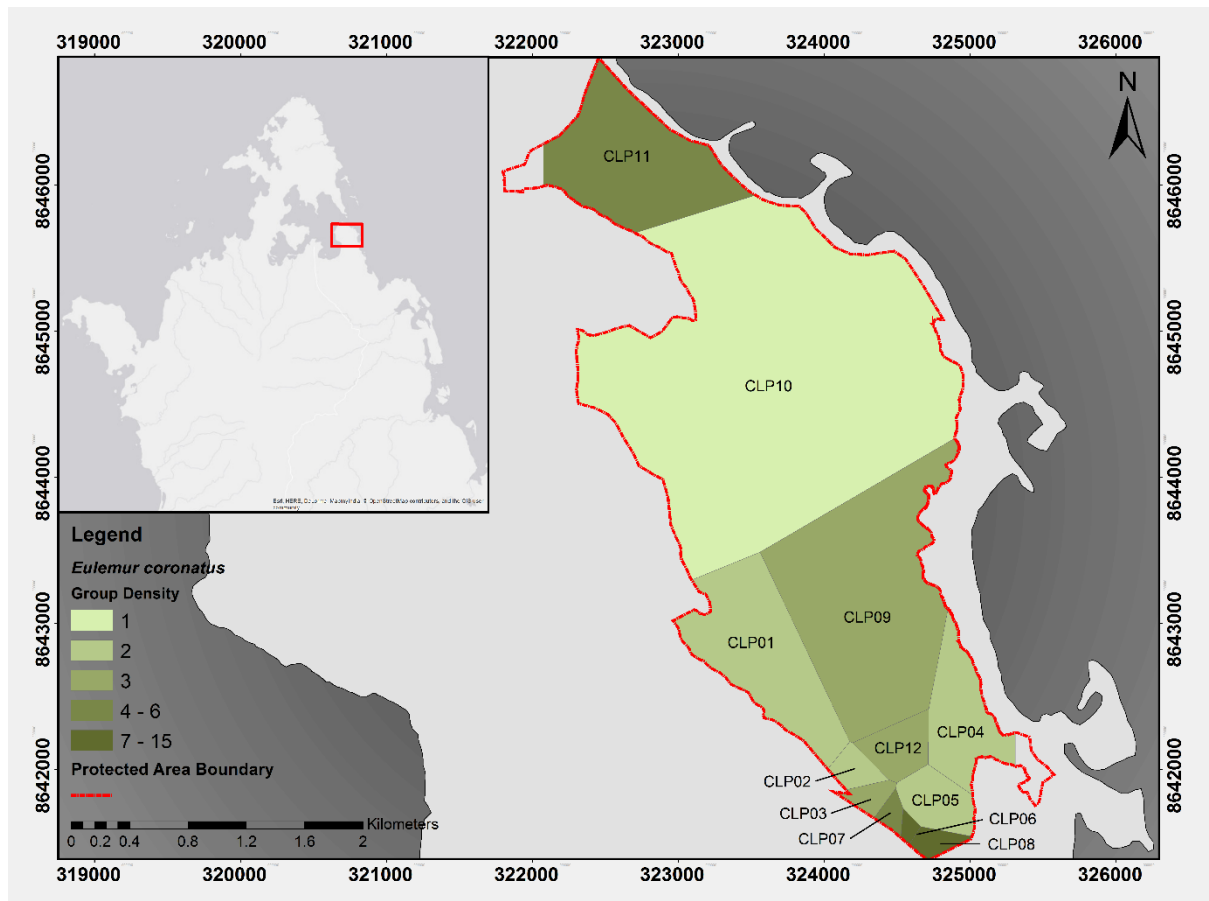 319000 320000 321000 322000 323000 324000 325000 326000
N
CLP11
8646000 8646000
8645000 8645000
CLP10
8644000 8644000
Legend
Eulemur coronatus
Group Density
1
2
3
4 - 6
7 - 15
Protected Area Boundary
Kilometers
0 0.2 0.4 0.8 1.2 1.6 2
8643000 8643000
CLP09
CLP01
8642000 8642000
CLP04
CLP12
CLP02
CLP05
CLP03
CLP06
CLP07
CLP08
319000 320000 321000 322000 323000 324000 325000 326000